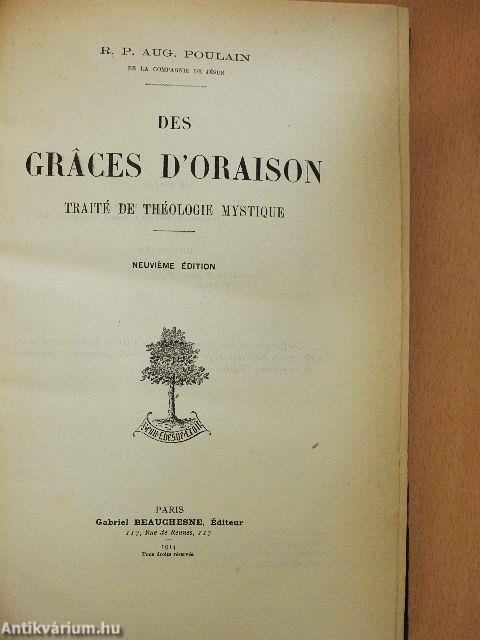 R. P. AUG. POULAIN
DE LA COMPAGNIE DE JÉSUS
DES
GRÂCES D'ORAISON
TRAITÉ DE THÉOLOGIE MYSTIQUE
NEUVIÈME ÉDITION
PARIS
Gabriel BEAUCHESNE, Éditeur
117, Rue de Rennes, 117
1914
Tous droits réservés.
Antikvárium.hu